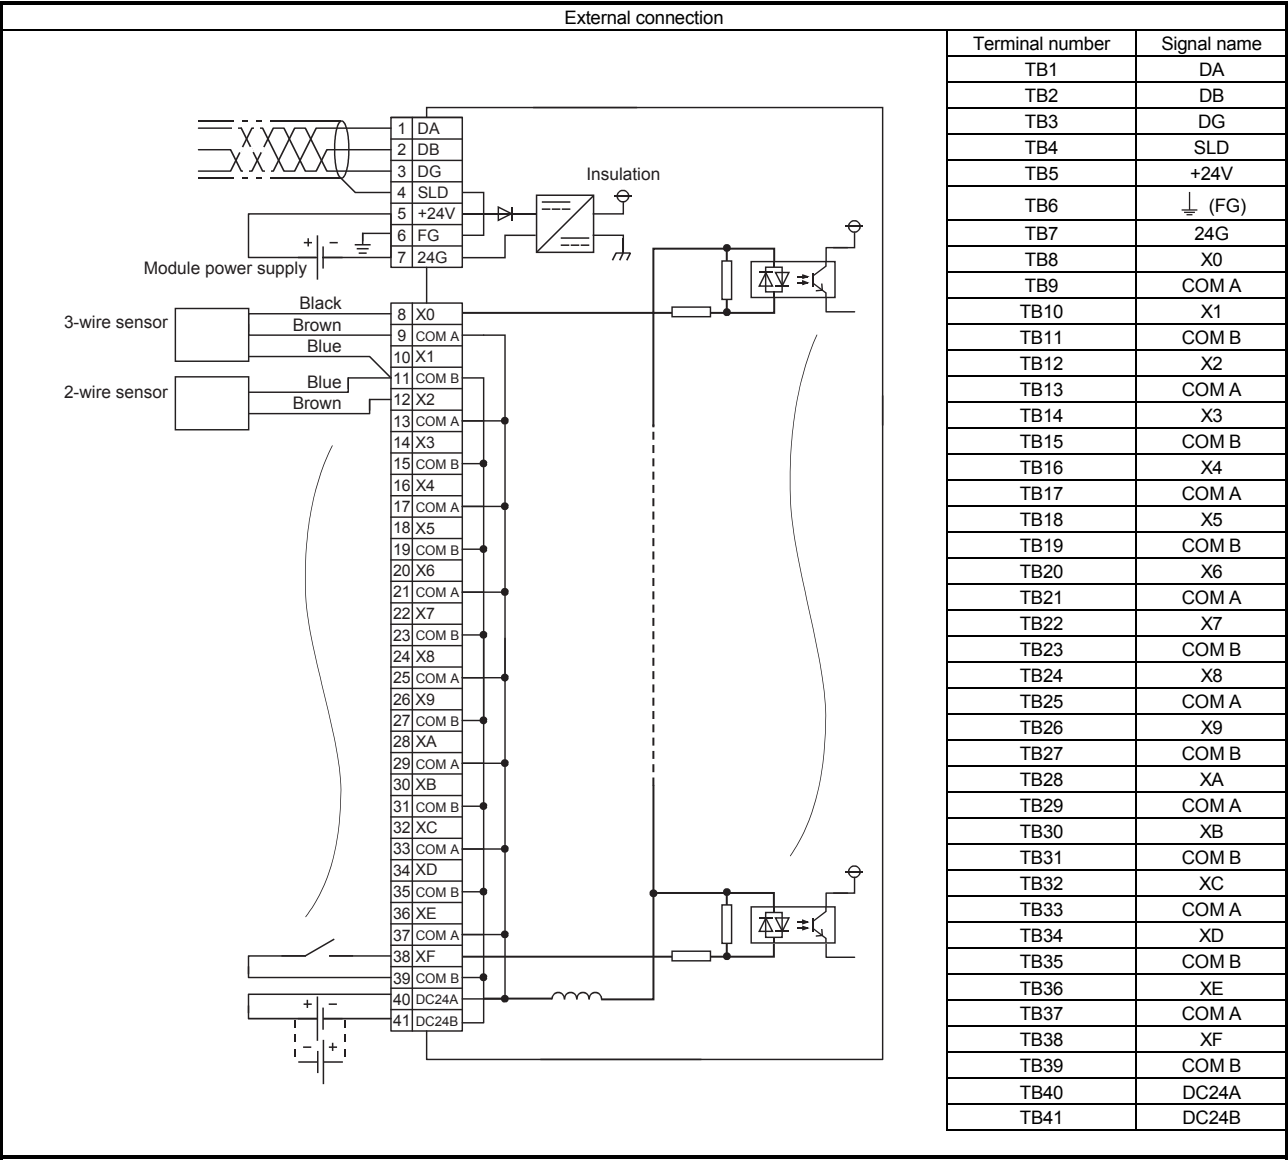 External connection
1 DA
2 DB
3 DG
4 SLD
5 +24V
6 FG
7 24G
Insulation
+ −
Module power supply
3-wire sensor
Black
Brown
Blue
2-wire sensor
Blue
Brown
8 X0
9 COM A
10 X1
11 COM B
12 X2
13 COM A
14 X3
15 COM B
16 X4
17 COM A
18 X5
19 COM B
20 X6
21 COM A
22 X7
23 COM B
24 X8
25 COM A
26 X9
27 COM B
28 XA
29 COM A
30 XB
31 COM B
32 XC
33 COM A
34 XD
35 COM B
36 XE
37 COM A
38 XF
39 COM B
40 DC24A
41 DC24B
+ −
− +
Terminal number Signal name
TB1 DA
TB2 DB
TB3 DG
TB4 SLD
TB5 +24V
TB6 (FG)
TB7 24G
TB8 X0
TB9 COM A
TB10 X1
TB11 COM B
TB12 X2
TB13 COM A
TB14 X3
TB15 COM B
TB16 X4
TB17 COM A
TB18 X5
TB19 COM B
TB20 X6
TB21 COM A
TB22 X7
TB23 COM B
TB24 X8
TB25 COM A
TB26 X9
TB27 COM B
TB28 XA
TB29 COM A
TB30 XB
TB31 COM B
TB32 XC
TB33 COM A
TB34 XD
TB35 COM B
TB36 XE
TB37 COM A
TB38 XF
TB39 COM B
TB40 DC24A
TB41 DC24B